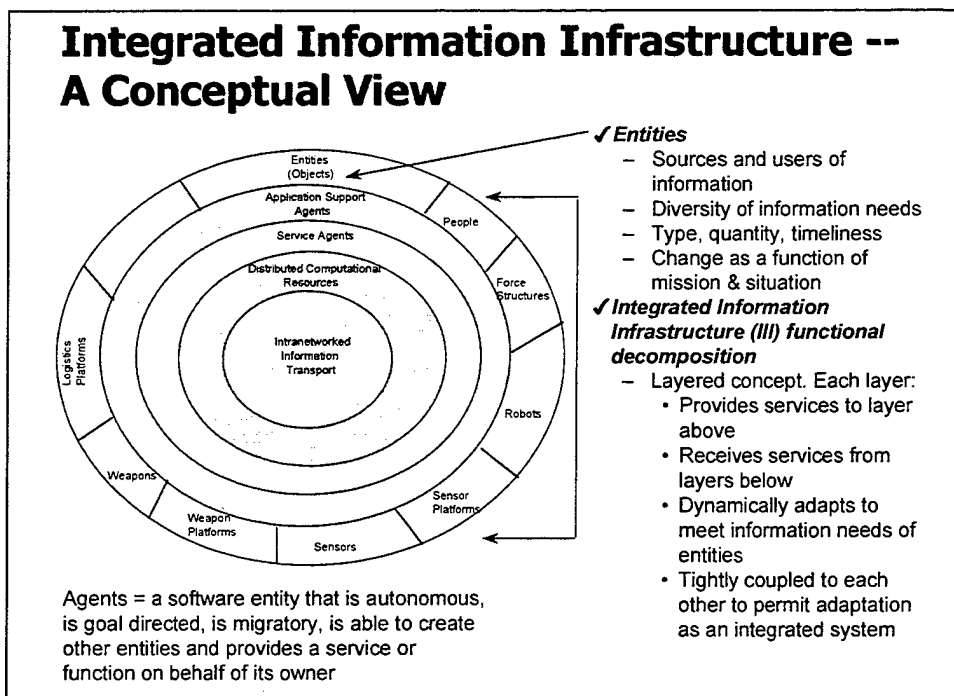 Integrated Information Infrastructure --
A Conceptual View
Entities
(Objects)
Application Support
Agents
Service Agents
Distributed Computational
Resources
Intranetworked
Information
Transport
People
Force
Structures
Robots
Sensor
Platforms
Sensors
Weapon
Platforms
Weapons
Logistics
Platforms
✓ Entities
– Sources and users of
information
– Diversity of information needs
– Type, quantity, timeliness
– Change as a function of
mission & situation
✓ Integrated Information
Infrastructure (III) functional
decomposition
– Layered concept. Each layer:
• Provides services to layer
above
• Receives services from
layers below
• Dynamically adapts to
meet information needs of
entities
• Tightly coupled to each
other to permit adaptation
as an integrated system
Agents = a software entity that is autonomous,
is goal directed, is migratory, is able to create
other entities and provides a service or
function on behalf of its owner